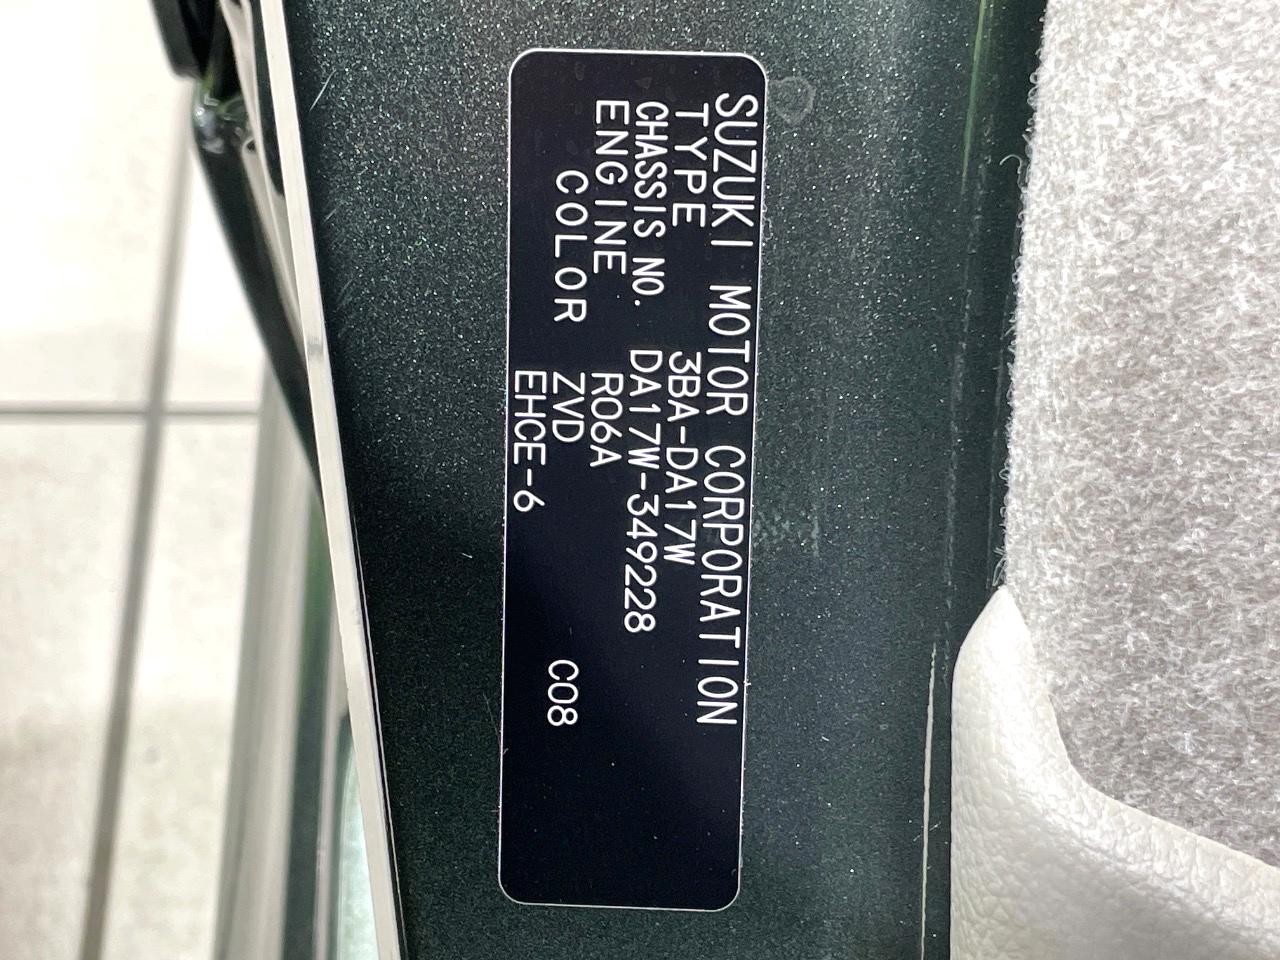 SUZUKI MOTOR CORPORATION
TYPE 3BA-DA17W
CHASSIS NO. DA17W-349228
ENGINE R06A
COLOR ZVD C08
EHCE-6